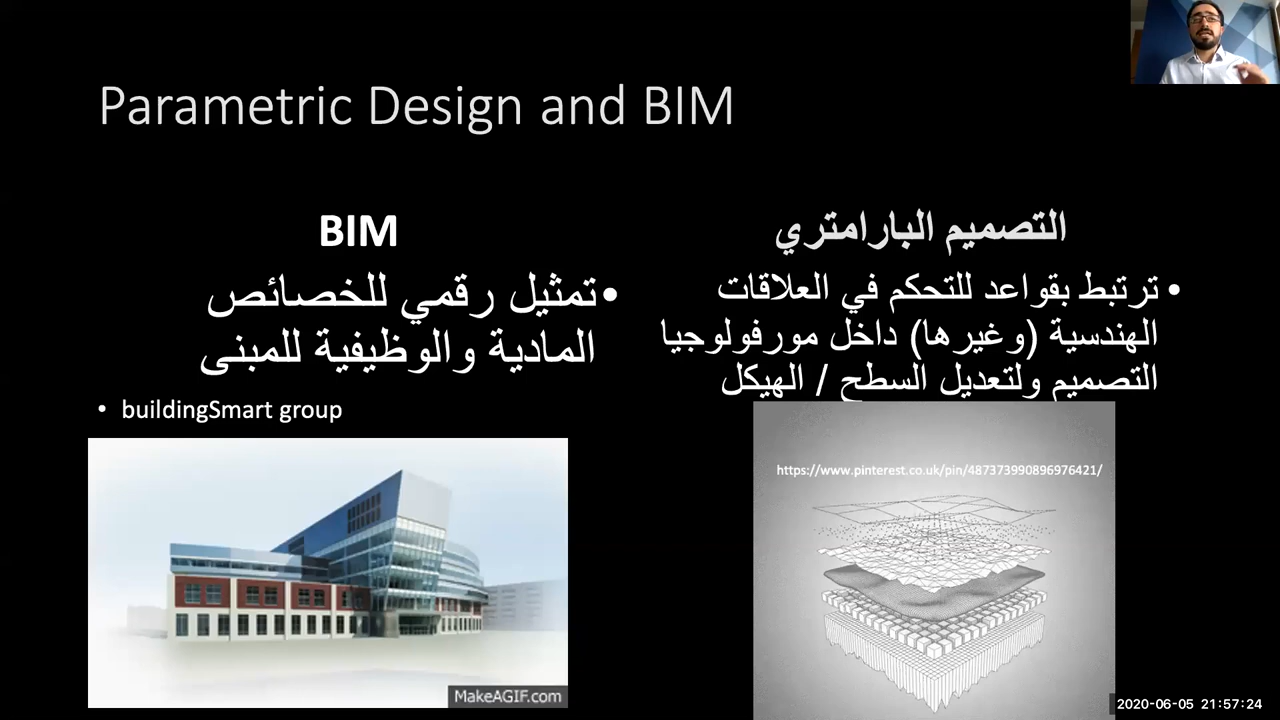 Parametric Design and BIM
BIM
•تمثيل رقمي للخصائص
المادية والوظيفية للمبنى
• buildingSmart group
MakeAGIF.com
التصميم البارامتري
•ترتبط بقواعد للتحكم في العلاقات
الهندسية (وغيرها) داخل مورفولوجيا
التصميم ولتعديل السطح / الهيكل
https://www.pinterest.co.uk/pin/487373990896976421/
2020-06-05 21:57:24